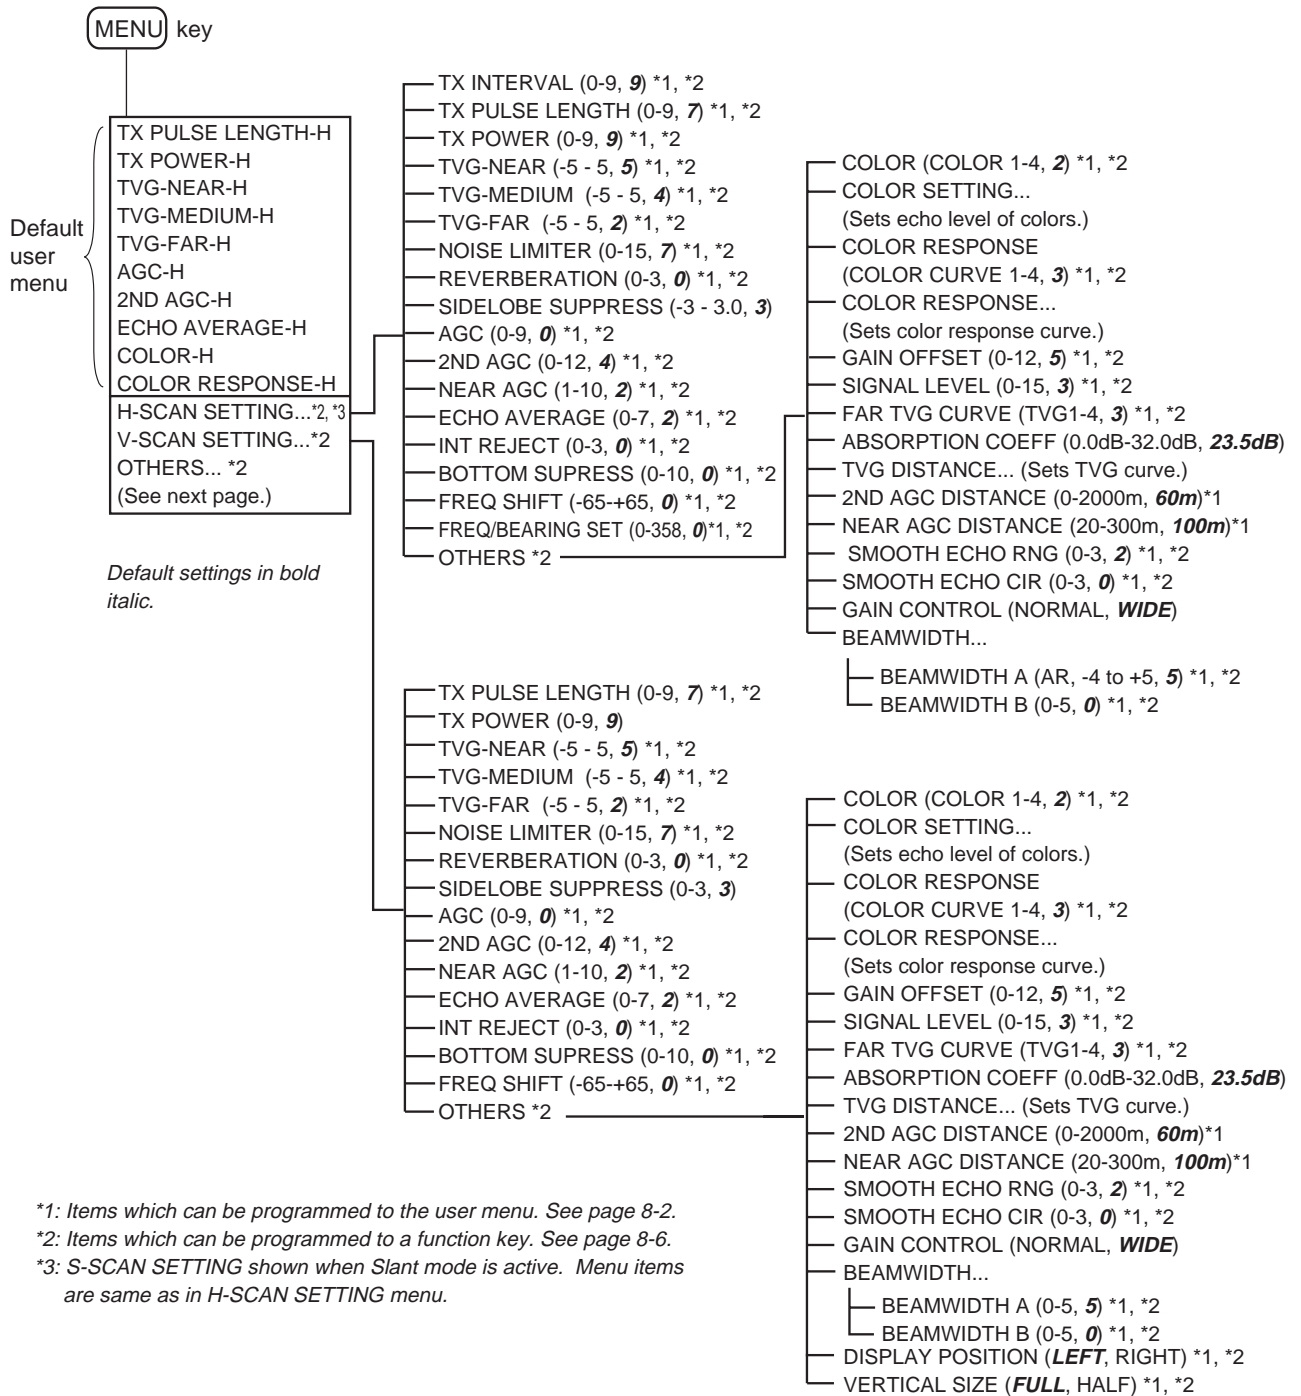 MENU key
Default
user
menu
TX PULSE LENGTH-H
TX POWER-H
TVG-NEAR-H
TVG-MEDIUM-H
TVG-FAR-H
AGC-H
2ND AGC-H
ECHO AVERAGE-H
COLOR-H
COLOR RESPONSE-H
H-SCAN SETTING...*2, *3
V-SCAN SETTING...*2
OTHERS... *2
(See next page.)
Default settings in bold
italic.
TX INTERVAL (0-9, 9) *1, *2
TX PULSE LENGTH (0-9, 7) *1, *2
TX POWER (0-9, 9) *1, *2
TVG-NEAR (-5 - 5, 5) *1, *2
TVG-MEDIUM (-5 - 5, 4) *1, *2
TVG-FAR (-5 - 5, 2) *1, *2
NOISE LIMITER (0-15, 7) *1, *2
REVERBERATION (0-3, 0) *1, *2
SIDELOBE SUPPRESS (-3 - 3.0, 3)
AGC (0-9, 0) *1, *2
2ND AGC (0-12, 4) *1, *2
NEAR AGC (1-10, 2) *1, *2
ECHO AVERAGE (0-7, 2) *1, *2
INT REJECT (0-3, 0) *1, *2
BOTTOM SUPRESS (0-10, 0) *1, *2
FREQ SHIFT (-65-+65, 0) *1, *2
FREQ/BEARING SET (0-358, 0)*1, *2
OTHERS *2
COLOR (COLOR 1-4, 2) *1, *2
COLOR SETTING...
(Sets echo level of colors.)
COLOR RESPONSE
(COLOR CURVE 1-4, 3) *1, *2
COLOR RESPONSE...
(Sets color response curve.)
GAIN OFFSET (0-12, 5) *1, *2
SIGNAL LEVEL (0-15, 3) *1, *2
FAR TVG CURVE (TVG1-4, 3) *1, *2
ABSORPTION COEFF (0.0dB-32.0dB, 23.5dB)
TVG DISTANCE... (Sets TVG curve.)
2ND AGC DISTANCE (0-2000m, 60m)*1
NEAR AGC DISTANCE (20-300m, 100m)*1
SMOOTH ECHO RNG (0-3, 2) *1, *2
SMOOTH ECHO CIR (0-3, 0) *1, *2
GAIN CONTROL (NORMAL, WIDE)
BEAMWIDTH...
BEAMWIDTH A (AR, -4 to +5, 5) *1, *2
BEAMWIDTH B (0-5, 0) *1, *2
TX PULSE LENGTH (0-9, 7) *1, *2
TX POWER (0-9, 9)
TVG-NEAR (-5 - 5, 5) *1, *2
TVG-MEDIUM (-5 - 5, 4) *1, *2
TVG-FAR (-5 - 5, 2) *1, *2
NOISE LIMITER (0-15, 7) *1, *2
REVERBERATION (0-3, 0) *1, *2
SIDELOBE SUPPRESS (0-3, 3)
AGC (0-9, 0) *1, *2
2ND AGC (0-12, 4) *1, *2
NEAR AGC (1-10, 2) *1, *2
ECHO AVERAGE (0-7, 2) *1, *2
INT REJECT (0-3, 0) *1, *2
BOTTOM SUPRESS (0-10, 0) *1, *2
FREQ SHIFT (-65-+65, 0) *1, *2
OTHERS *2
COLOR (COLOR 1-4, 2) *1, *2
COLOR SETTING...
(Sets echo level of colors.)
COLOR RESPONSE
(COLOR CURVE 1-4, 3) *1, *2
COLOR RESPONSE...
(Sets color response curve.)
GAIN OFFSET (0-12, 5) *1, *2
SIGNAL LEVEL (0-15, 3) *1, *2
FAR TVG CURVE (TVG1-4, 3) *1, *2
ABSORPTION COEFF (0.0dB-32.0dB, 23.5dB)
TVG DISTANCE... (Sets TVG curve.)
2ND AGC DISTANCE (0-2000m, 60m)*1
NEAR AGC DISTANCE (20-300m, 100m)*1
SMOOTH ECHO RNG (0-3, 2) *1, *2
SMOOTH ECHO CIR (0-3, 0) *1, *2
GAIN CONTROL (NORMAL, WIDE)
BEAMWIDTH...
BEAMWIDTH A (0-5, 5) *1, *2
BEAMWIDTH B (0-5, 0) *1, *2
DISPLAY POSITION (LEFT, RIGHT) *1, *2
VERTICAL SIZE (FULL, HALF) *1, *2
*1: Items which can be programmed to the user menu. See page 8-2.
*2: Items which can be programmed to a function key. See page 8-6.
*3: S-SCAN SETTING shown when Slant mode is active. Menu items
are same as in H-SCAN SETTING menu.